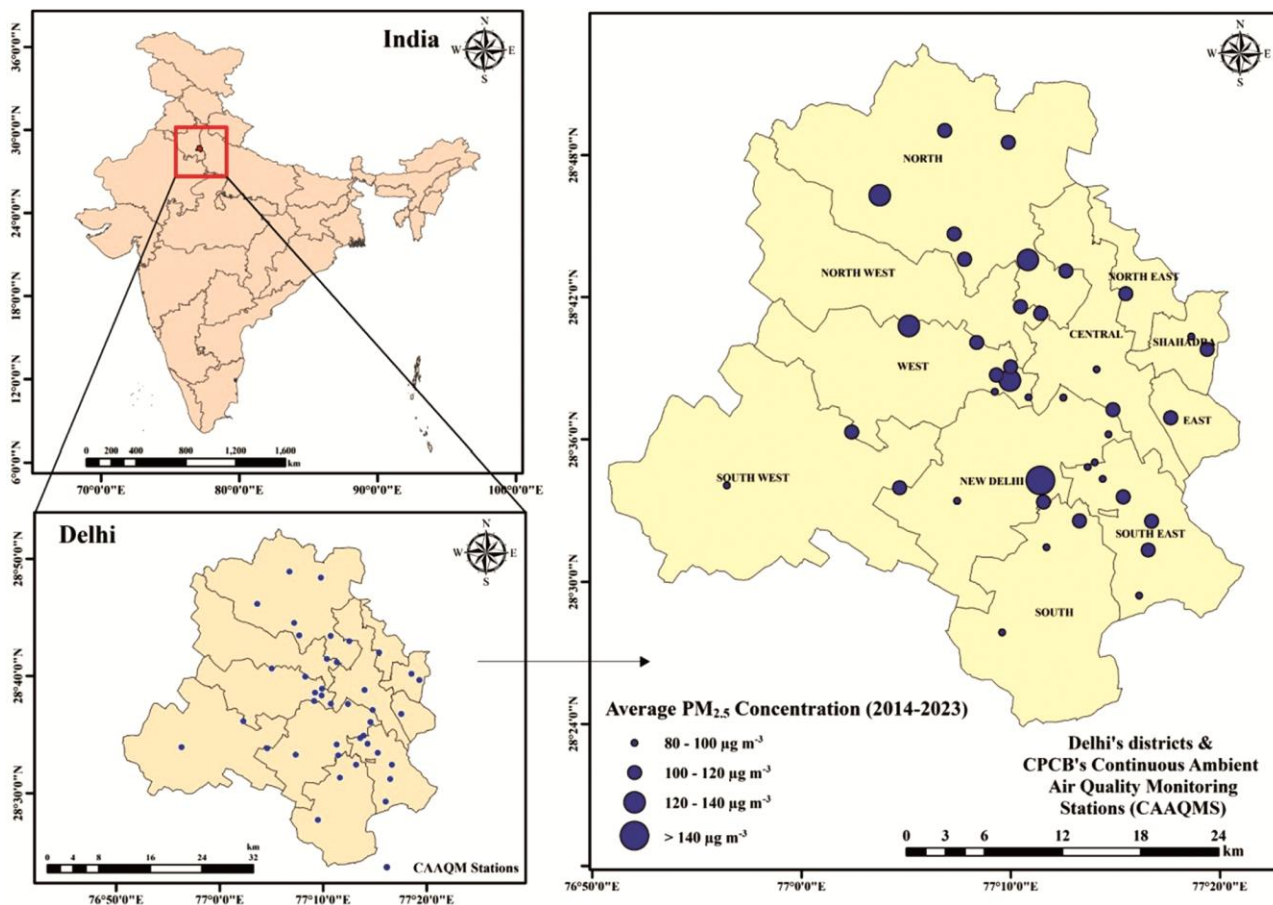 India
N
W E
S
36°0'0"N
30°0'0"N
24°0'0"N
18°0'0"N
12°0'0"N
6°0'0"N
0 200 400 800 1,200 1,600
km
70°0'0"E 80°0'0"E 90°0'0"E 100°0'0"E
Delhi
N
W E
S
28°50'0"N
28°40'0"N
28°30'0"N
0 4 8 16 24 32
km
CAAQM Stations
76°50'0"E 77°0'0"E 77°10'0"E 77°20'0"E
N
W E
S
28°48'0"N
28°42'0"N
28°36'0"N
28°30'0"N
28°24'0"N
NORTH
NORTH WEST
NORTH EAST
CENTRAL
SHAHADRA
WEST
EAST
SOUTH WEST
NEW DELHI
SOUTH EAST
SOUTH
Average PM2.5 Concentration (2014-2023)
80 - 100 µg m-3
100 - 120 µg m-3
120 - 140 µg m-3
> 140 µg m-3
Delhi's districts &
CPCB's Continuous Ambient
Air Quality Monitoring
Stations (CAAQMS)
0 3 6 12 18 24
km
76°50'0"E 77°0'0"E 77°10'0"E 77°20'0"E